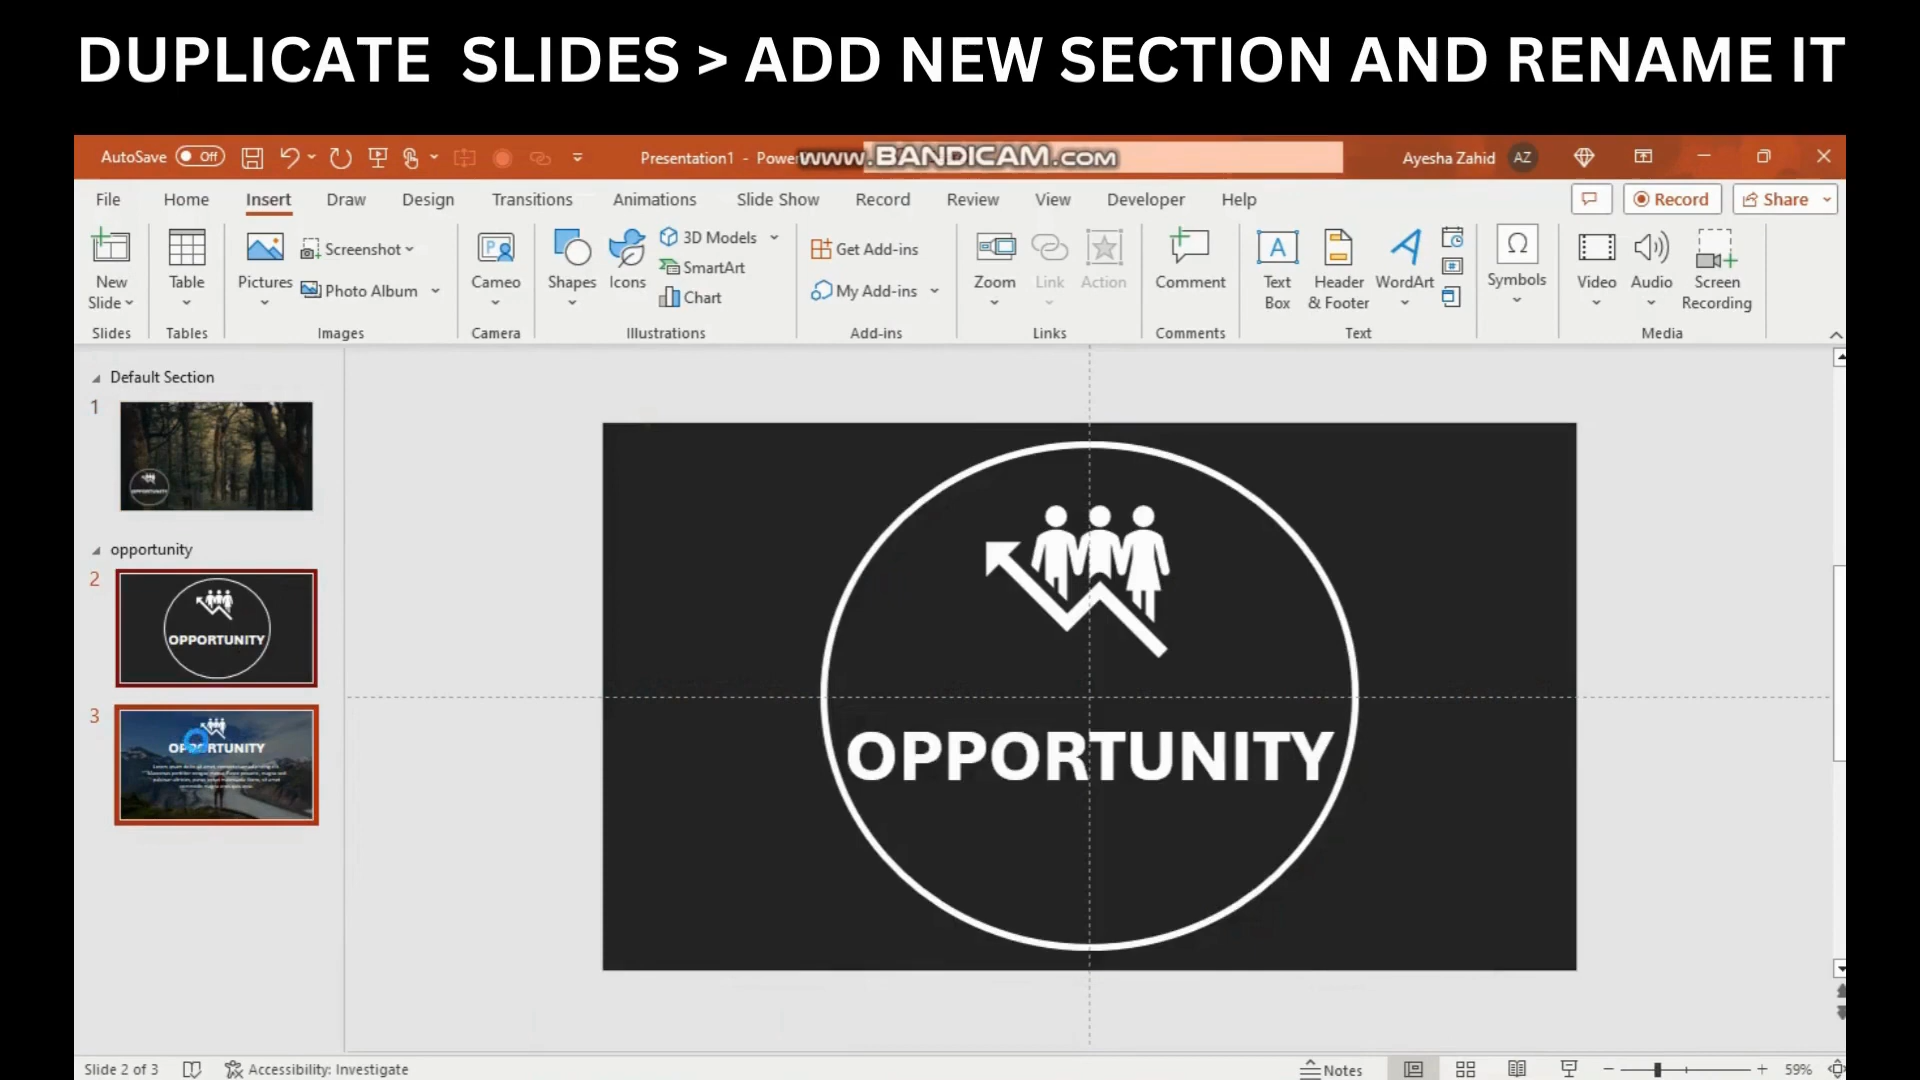 DUPLICATE SLIDES > ADD NEW SECTION AND RENAME IT
AutoSave Off
Presentation1 - Power
www.BANDICAM.com
Ayesha Zahid AZ
File Home Insert Draw Design Transitions Animations Slide Show Record Review View Developer Help
Record Share
New Slide
Slides
Table
Tables
Pictures
Screenshot
Photo Album
Images
Cameo
Camera
Shapes
Icons
3D Models
SmartArt
Chart
Illustrations
Get Add-ins
My Add-ins
Add-ins
Zoom
Link
Action
Links
Comment
Comments
Text Box
Header & Footer
WordArt
Text
Symbols
Video
Audio
Screen Recording
Media
Default Section
1
OPPORTUNITY
opportunity
2
OPPORTUNITY
3
OPPORTUNITY
OPPORTUNITY
Slide 2 of 3
Accessibility: Investigate
Notes
59%